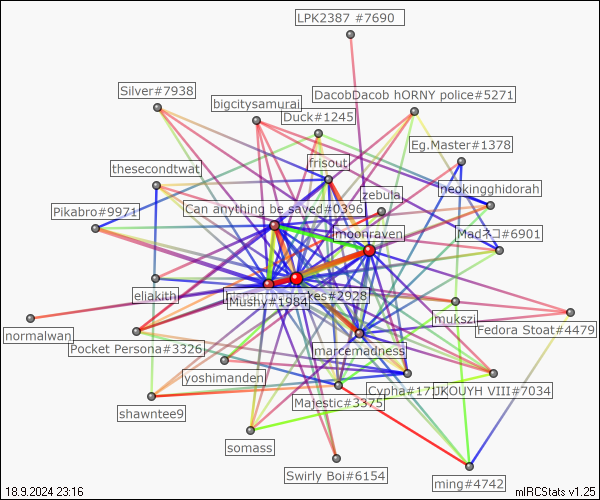 LPK2387 #7690
Silver#7938
DacobDacob hORNY police#5271
bigcitysamurai
Duck#1245
Eg.Master#1378
frisout
thesecondtwat
zebula
neokingghidorah
Pikabro#9971
Can anything be saved#0396
moonraven
Madネコ#6901
eliakith
Mushy#1984
kes#2928
mukszi
normalwan
Fedora Stoat#4479
Pocket Persona#3326
marcemadness
yoshimanden
Cypha#171
JKOUYH VIII#7034
Majestic#3375
shawntee9
somass
Swirly Boi#6154
ming#4742
18.9.2024 23:16
mIRCStats v1.25